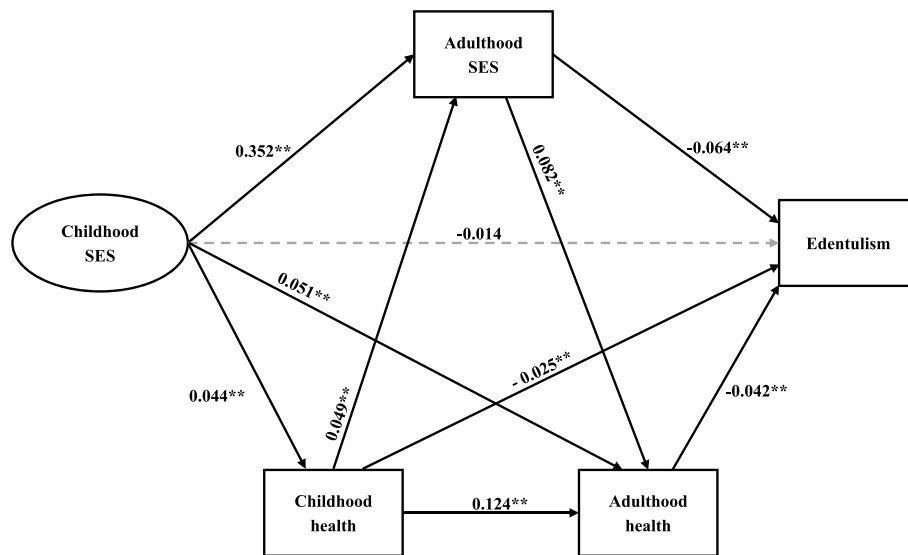 Adulthood
SES
0.352**
0.082**
-0.064**
Childhood
SES
-0.014
Edentulism
0.051**
0.044**
0.049**
- 0.025**
-0.042**
Childhood
health
0.124**
Adulthood
health